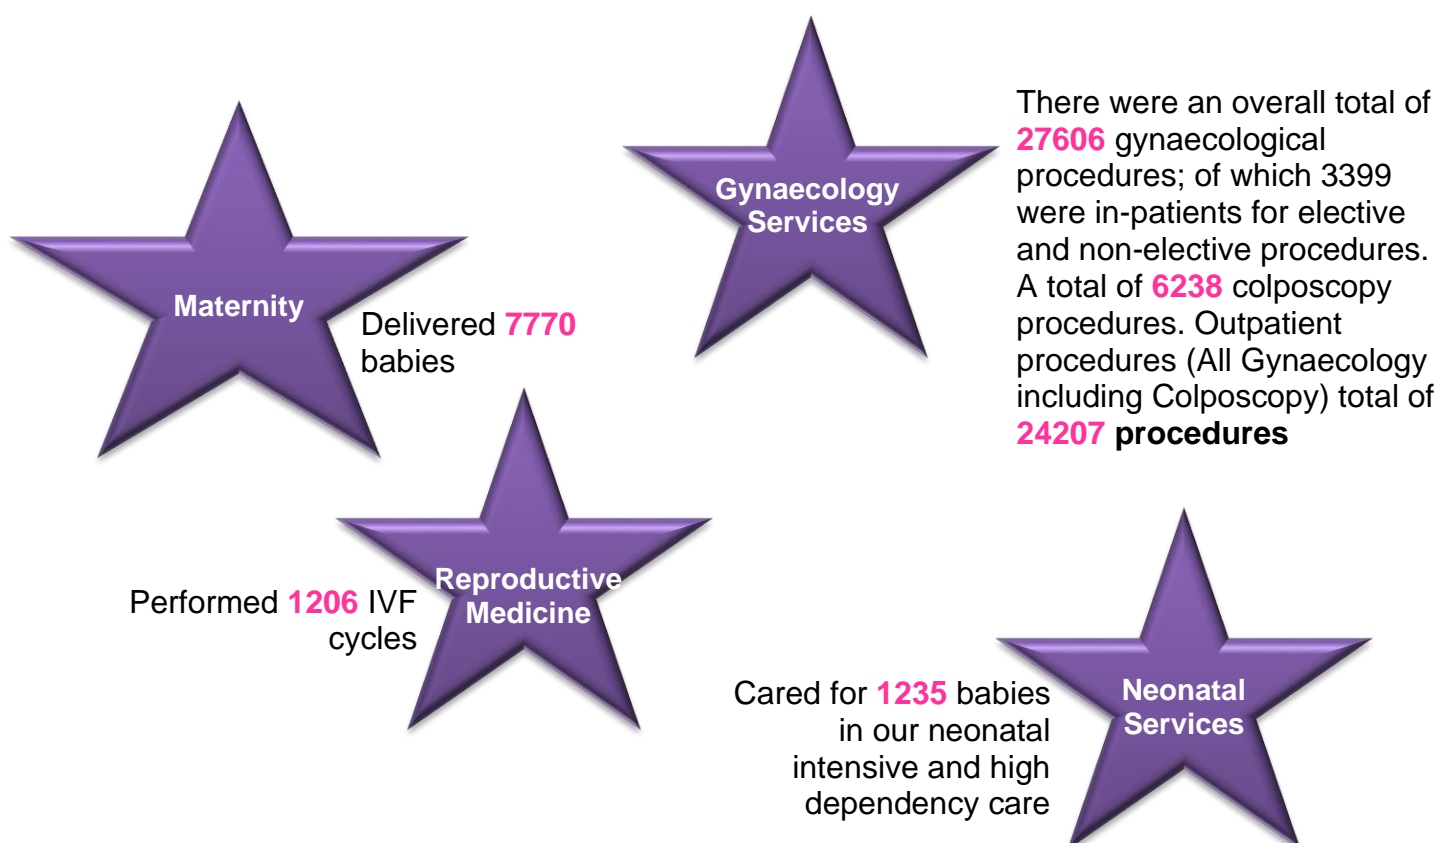 Maternity
Delivered 7770
babies
Gynaecology
Services
There were an overall total of
27606 gynaecological
procedures; of which 3399
were in-patients for elective
and non-elective procedures.
A total of 6238 colposcopy
procedures. Outpatient
procedures (All Gynaecology
including Colposcopy) total of
24207 procedures
Performed 1206 IVF
cycles
Reproductive
Medicine
Cared for 1235 babies
in our neonatal
intensive and high
dependency care
Neonatal
Services